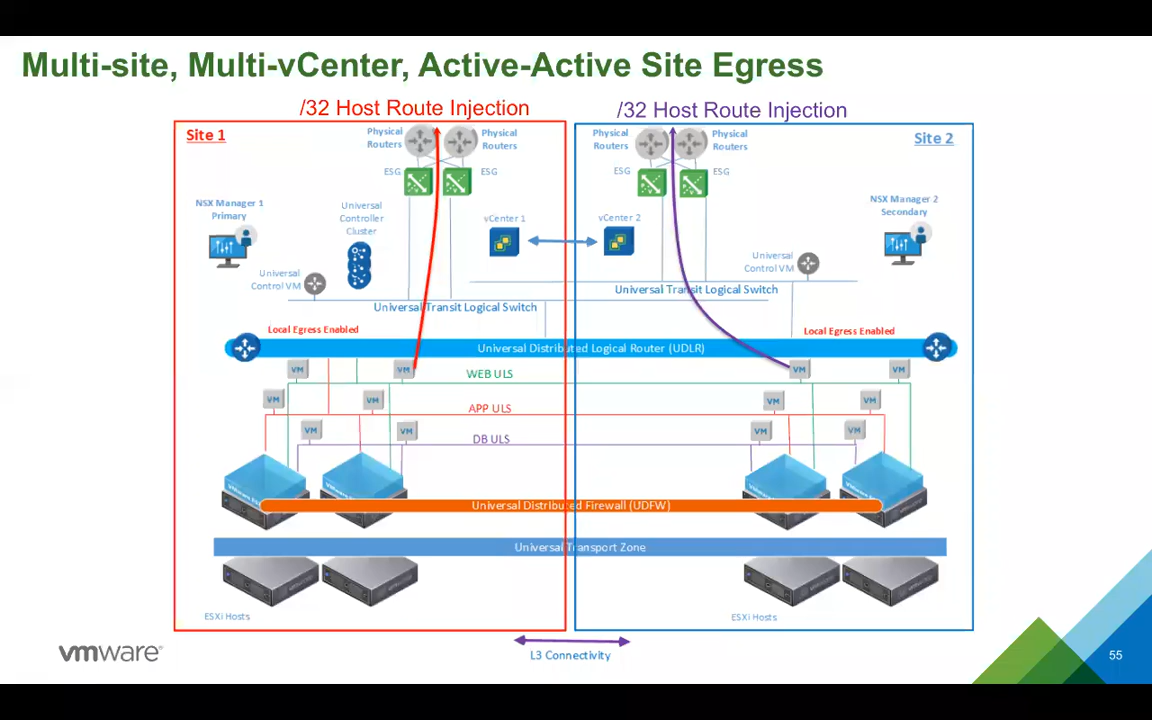 Multi-site, Multi-vCenter, Active-Active Site Egress
/32 Host Route Injection
/32 Host Route Injection
Site 1
Physical
Routers
Physical
Routers
ESG
ESG
NSX Manager 1
Primary
Universal
Controller
Cluster
vCenter 1
Universal
Control VM
Universal Transit Logical Switch
Local Egress Enabled
Physical
Routers
Physical
Routers
Site 2
ESG
ESG
vCenter 2
NSX Manager 2
Secondary
Universal
Control VM
Universal Transit Logical Switch
Local Egress Enabled
Universal Distributed Logical Router (UDLR)
VM
VM
WEB ULS
VM
VM
VM
VM
APP ULS
VM
VM
VM
VM
DB ULS
VM
VM
Universal Distributed Firewall (UDFW)
Universal Transport Zone
ESXi Hosts
ESXi Hosts
L3 Connectivity
vmware®
55